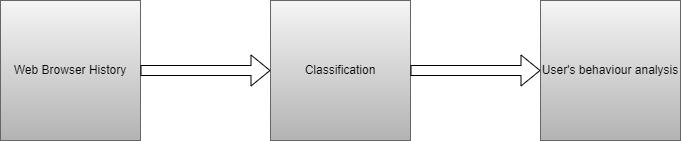 Web Browser History
Classification
User's behaviour analysis